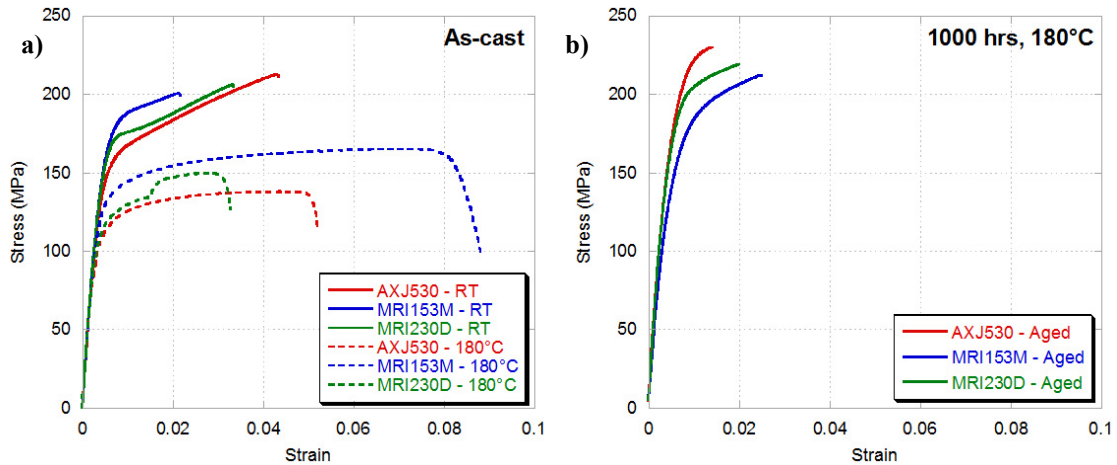 a)
As-cast
250
200
150
100
50
0
Stress (MPa)
0
0.02
0.04
0.06
0.08
0.1
Strain
AXJ530 - RT
MRI153M - RT
MRI230D - RT
AXJ530 - 180°C
MRI153M - 180°C
MRI230D - 180°C
b)
1000 hrs, 180°C
250
200
150
100
50
0
Stress (MPa)
0
0.02
0.04
0.06
0.08
0.1
Strain
AXJ530 - Aged
MRI153M - Aged
MRI230D - Aged